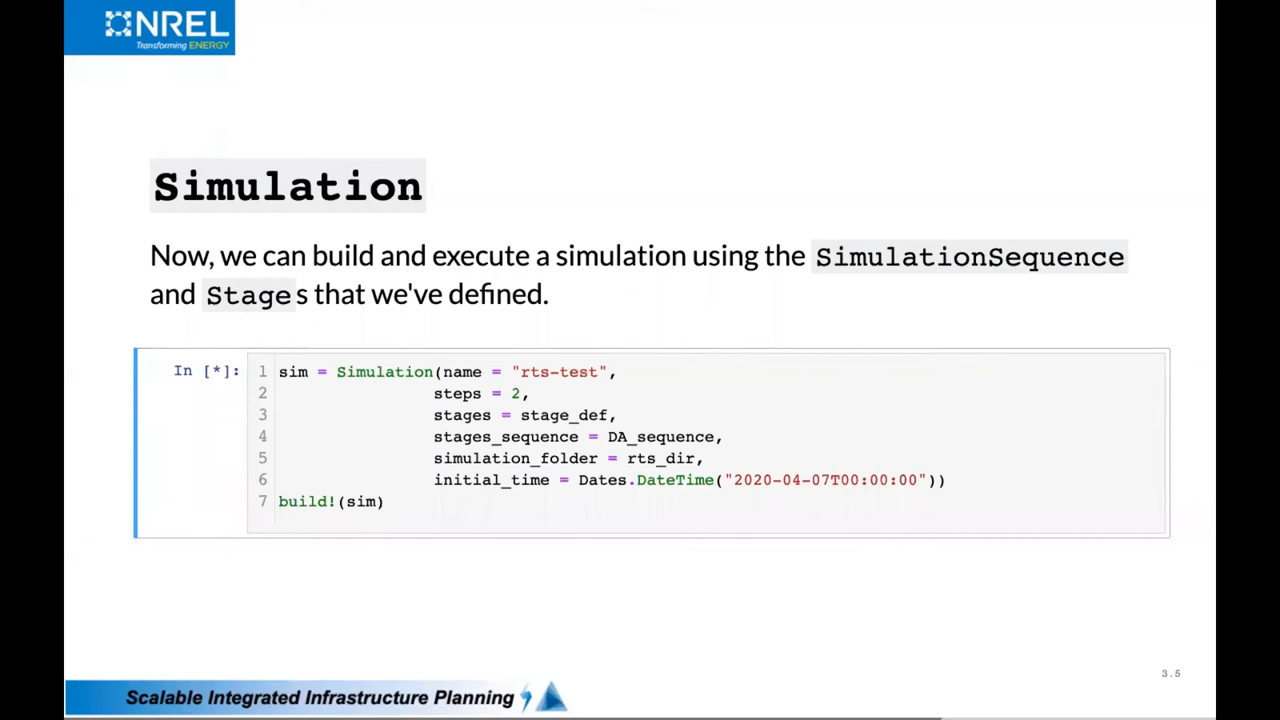 NREL
Transforming ENERGY
Simulation
Now, we can build and execute a simulation using the SimulationSequence
and Stages that we've defined.
In [*]:
1 sim = Simulation(name = "rts-test",
2 steps = 2,
3 stages = stage_def,
4 stages_sequence = DA_sequence,
5 simulation_folder = rts_dir,
6 initial_time = Dates.DateTime("2020-04-07T00:00:00"))
7 build!(sim)
3.5
Scalable Integrated Infrastructure Planning